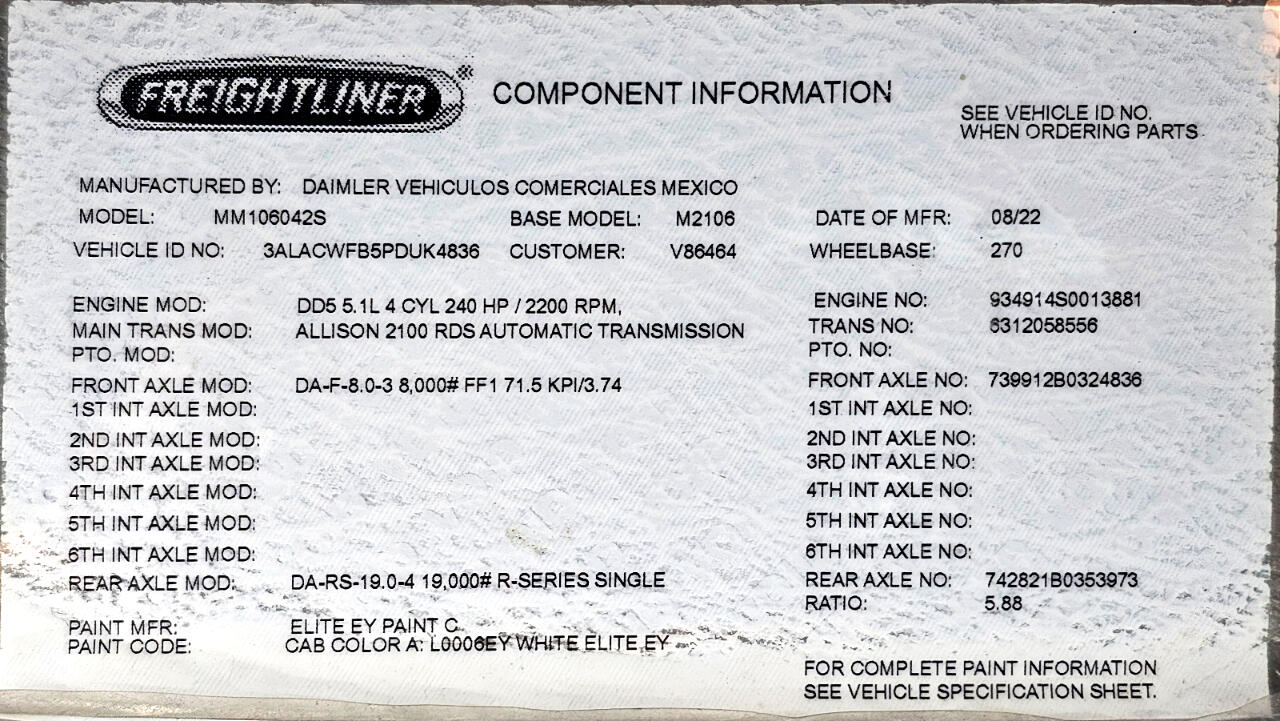 FREIGHTLINER® COMPONENT INFORMATION
SEE VEHICLE ID NO.
WHEN ORDERING PARTS
MANUFACTURED BY: DAIMLER VEHICULOS COMERCIALES MEXICO
MODEL: MM106042S BASE MODEL: M2106 DATE OF MFR: 08/22
VEHICLE ID NO: 3ALACWFB5PDUK4836 CUSTOMER: V86464 WHEELBASE: 270
ENGINE MOD: DD5 5.1L 4 CYL 240 HP / 2200 RPM, ENGINE NO: 934914S0013881
MAIN TRANS MOD: ALLISON 2100 RDS AUTOMATIC TRANSMISSION TRANS NO: 6312058556
PTO. MOD: PTO. NO:
FRONT AXLE MOD: DA-F-8.0-3 8,000# FF1 71.5 KPI/3.74 FRONT AXLE NO: 739912B0324836
1ST INT AXLE MOD: 1ST INT AXLE NO:
2ND INT AXLE MOD: 2ND INT AXLE NO:
3RD INT AXLE MOD: 3RD INT AXLE NO:
4TH INT AXLE MOD: 4TH INT AXLE NO:
5TH INT AXLE MOD: 5TH INT AXLE NO:
6TH INT AXLE MOD: 6TH INT AXLE NO:
REAR AXLE MOD: DA-RS-19.0-4 19,000# R-SERIES SINGLE REAR AXLE NO: 742821B0353973
RATIO: 5.88
PAINT MFR: ELITE EY PAINT C
PAINT CODE: CAB COLOR A: L0006EY WHITE ELITE EY
FOR COMPLETE PAINT INFORMATION
SEE VEHICLE SPECIFICATION SHEET.